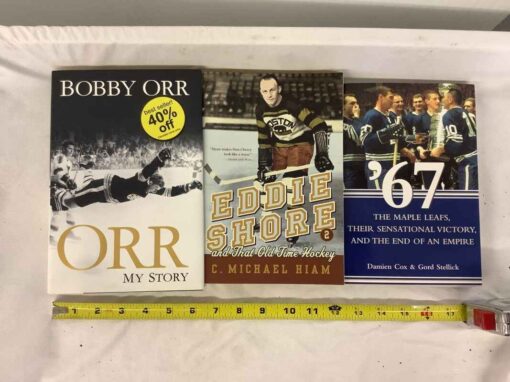 BOBBY ORR
best seller!
40%
off
ORR
MY STORY
BOSTON
EDDIE
SHORE
2
and That Old Time Hockey
C. MICHAEL HIAM
'67
THE MAPLE LEAFS,
THEIR SENSATIONAL VICTORY,
AND THE END OF AN EMPIRE
Damien Cox & Gord Stellick
1 2 3 4 5 6 7 8 9 10 11 12 13 14 15 16 17